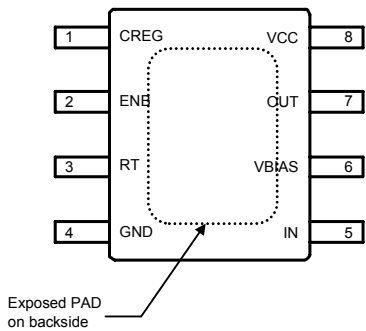 1 CREG VCC 8
2 ENB OUT 7
3 RT VBIAS 6
4 GND IN 5
Exposed PAD
on backside